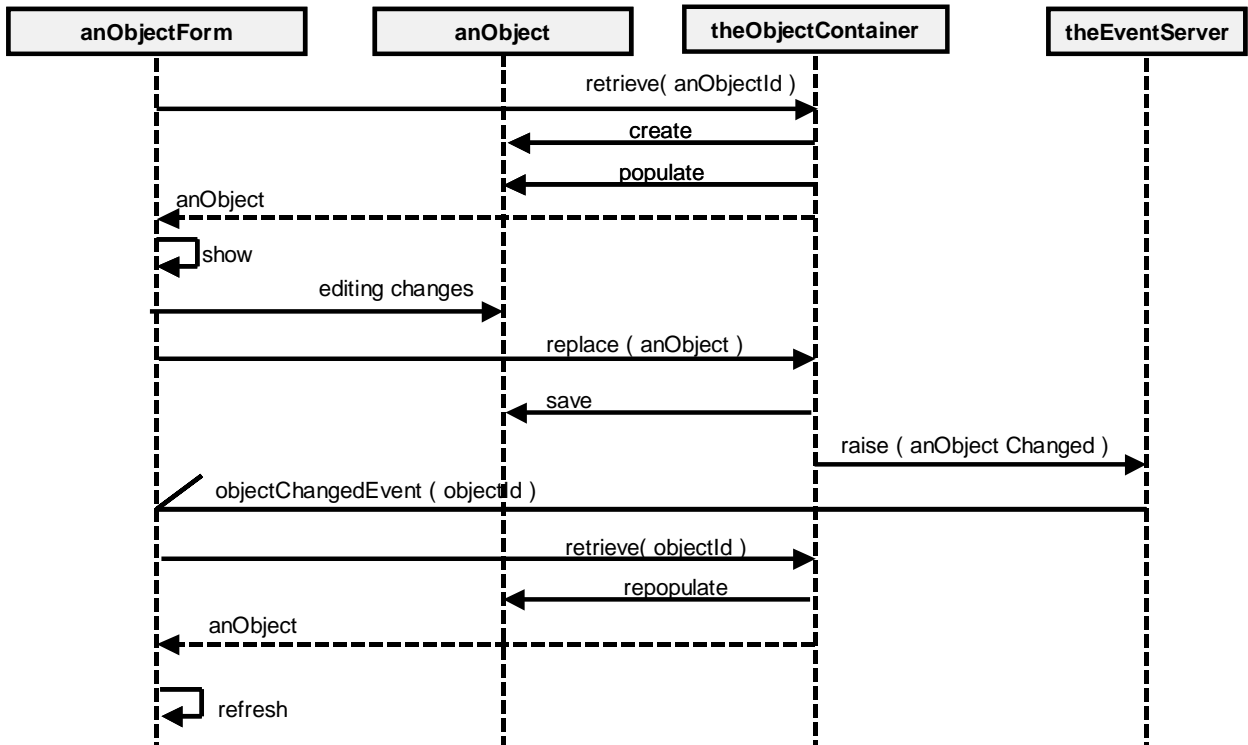 anObjectForm
anObject
theObjectContainer
theEventServer
retrieve( anObjectId )
create
populate
anObject
show
editing changes
replace ( anObject )
save
raise ( anObject Changed )
objectChangedEvent ( objectId )
retrieve( objectId )
repopulate
anObject
refresh